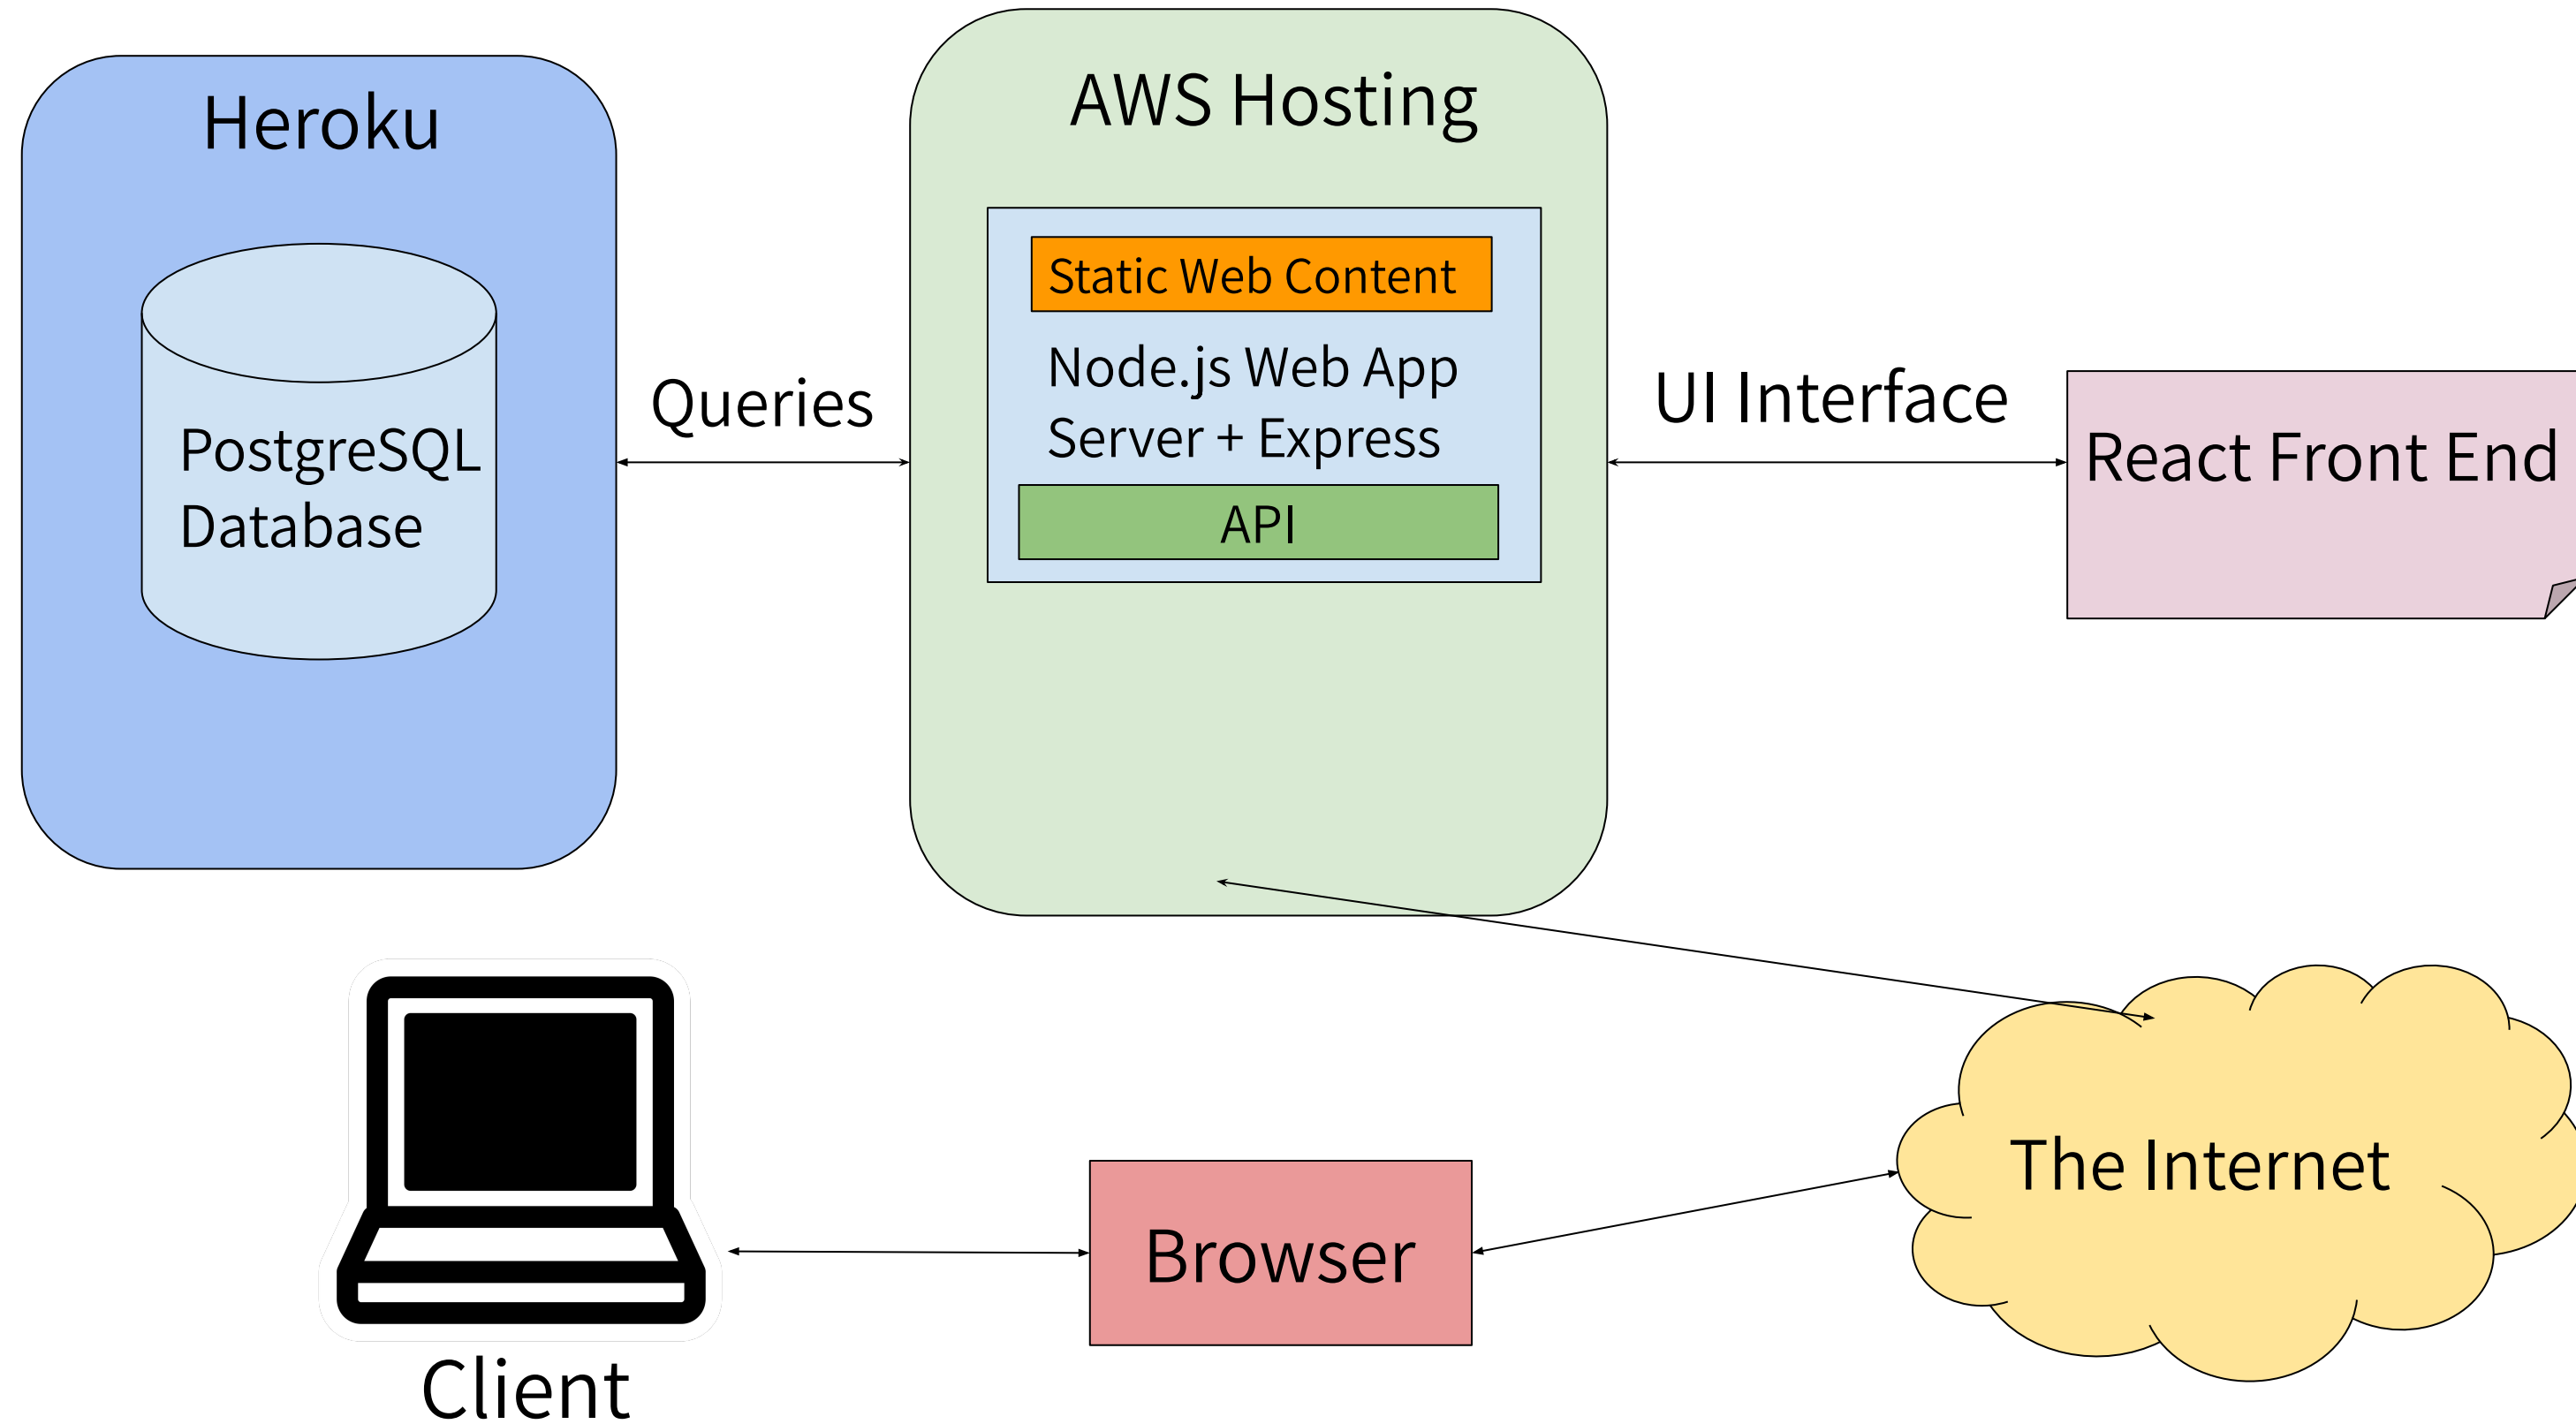 Heroku
PostgreSQL
Database
Queries
AWS Hosting
Static Web Content
Node.js Web App
Server + Express
API
UI Interface
React Front End
Client
Browser
The Internet